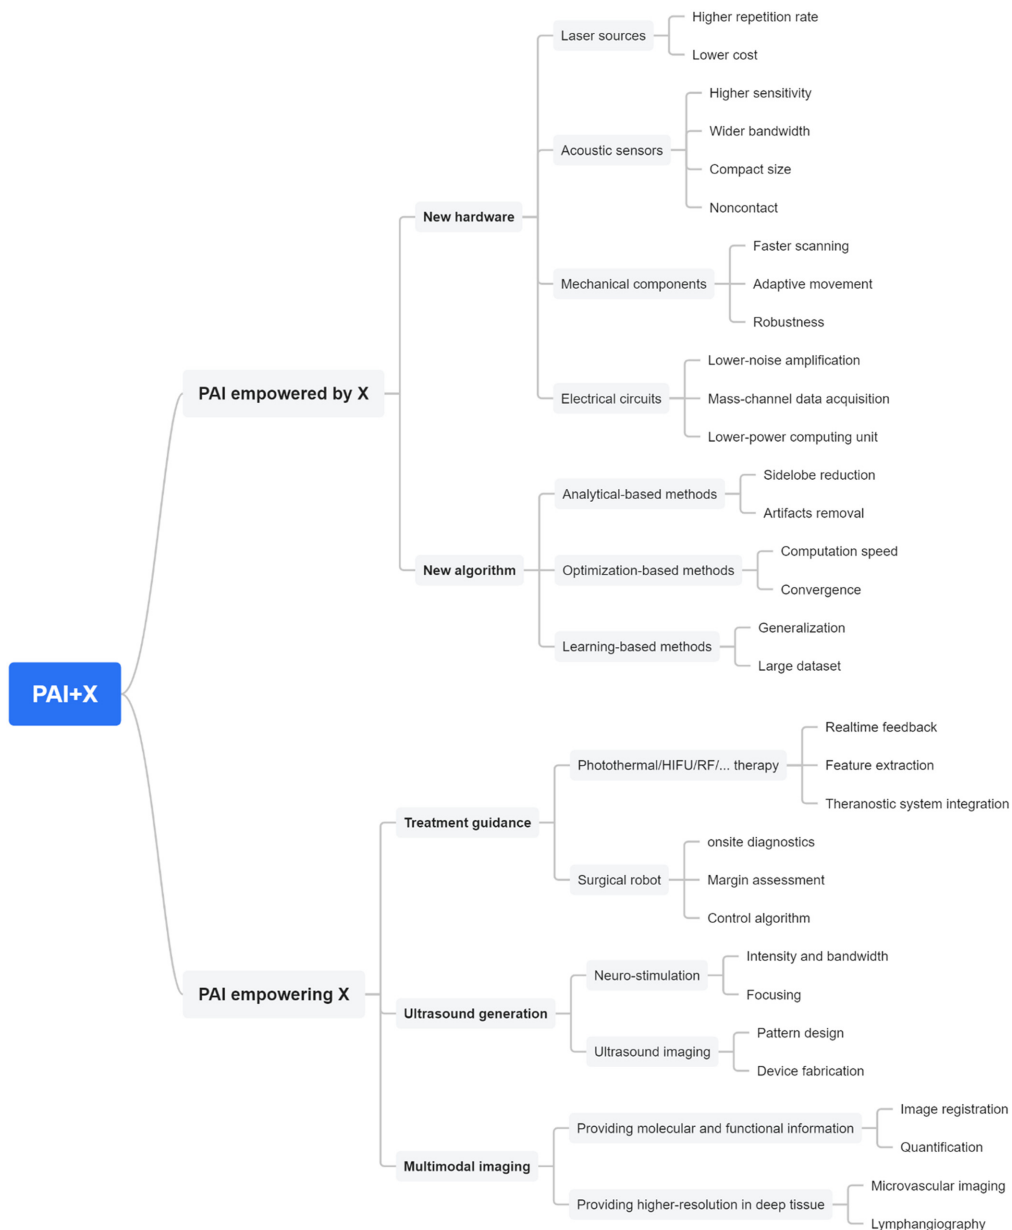 PAI+X
PAI empowered by X
New hardware
Laser sources
Higher repetition rate
Lower cost
Acoustic sensors
Higher sensitivity
Wider bandwidth
Compact size
Noncontact
Mechanical components
Faster scanning
Adaptive movement
Robustness
Electrical circuits
Lower-noise amplification
Mass-channel data acquisition
Lower-power computing unit
New algorithm
Analytical-based methods
Sidelobe reduction
Artifacts removal
Optimization-based methods
Computation speed
Convergence
Learning-based methods
Generalization
Large dataset
PAI empowering X
Treatment guidance
Photothermal/HIFU/RF/... therapy
Realtime feedback
Feature extraction
Theranostic system integration
Surgical robot
onsite diagnostics
Margin assessment
Control algorithm
Ultrasound generation
Neuro-stimulation
Intensity and bandwidth
Focusing
Ultrasound imaging
Pattern design
Device fabrication
Multimodal imaging
Providing molecular and functional information
Image registration
Quantification
Providing higher-resolution in deep tissue
Microvascular imaging
Lymphangiography